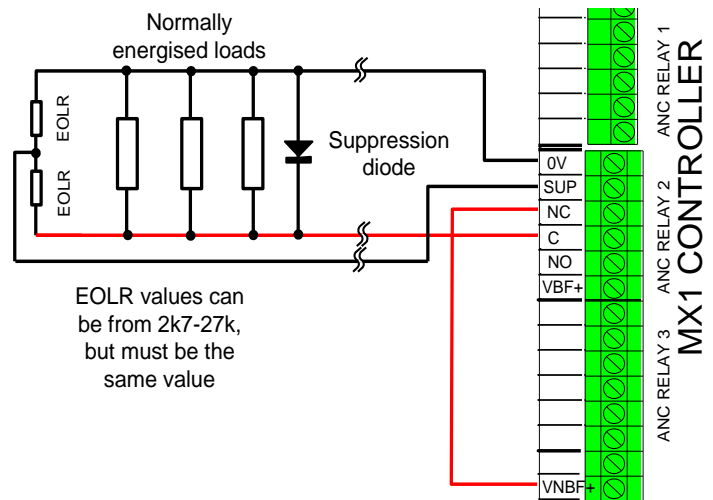 Normally
energised loads
EOLR
EOLR
Suppression
diode
EOLR values can
be from 2k7-27k,
but must be the
same value
0V
SUP
NC
C
NO
VBF+
VNBF+
ANC RELAY 1
ANC RELAY 2
ANC RELAY 3
MX1 CONTROLLER